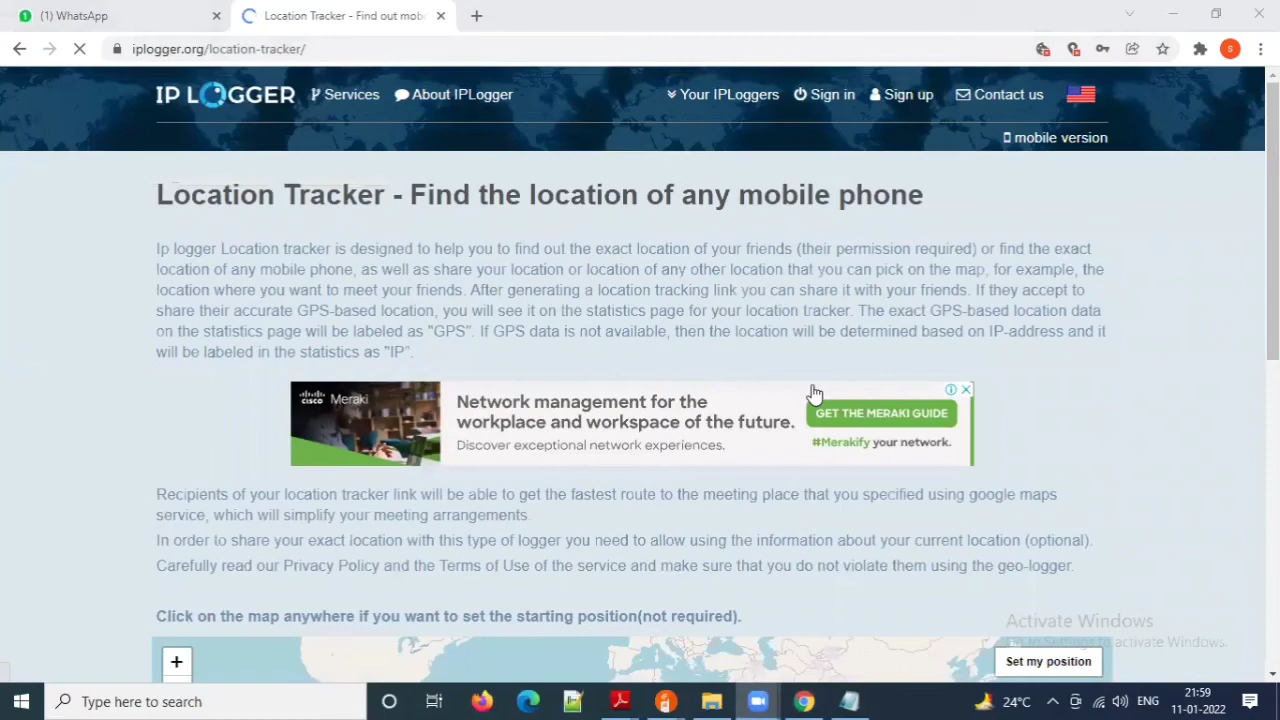 1
(1) WhatsApp
Location Tracker - Find out mob
iplogger.org/location-tracker/
S
IP LOGGER
Services
About IPLogger
Your IPLoggers
Sign in
Sign up
Contact us
mobile version
Location Tracker - Find the location of any mobile phone
Ip logger Location tracker is designed to help you to find out the exact location of your friends (their permission required) or find the exact
location of any mobile phone, as well as share your location or location of any other location that you can pick on the map, for example, the
location where you want to meet your friends. After generating a location tracking link you can share it with your friends. If they accept to
share their accurate GPS-based location, you will see it on the statistics page for your location tracker. The exact GPS-based location data
on the statistics page will be labeled as "GPS". If GPS data is not available, then the location will be determined based on IP-address and it
will be labeled in the statistics as "IP".
CISCO Meraki
Network management for the
workplace and workspace of the future.
Discover exceptional network experiences.
GET THE MERAKI GUIDE
#Merakify your network.
Recipients of your location tracker link will be able to get the fastest route to the meeting place that you specified using google maps
service, which will simplify your meeting arrangements.
In order to share your exact location with this type of logger you need to allow using the information about your current location (optional).
Carefully read our Privacy Policy and the Terms of Use of the service and make sure that you do not violate them using the geo-logger.
Click on the map anywhere if you want to set the starting position(not required).
Activate Windows
Go to Settings to activate Windows.
+
Set my position
Type here to search
24°C
ENG
21:59
11-01-2022